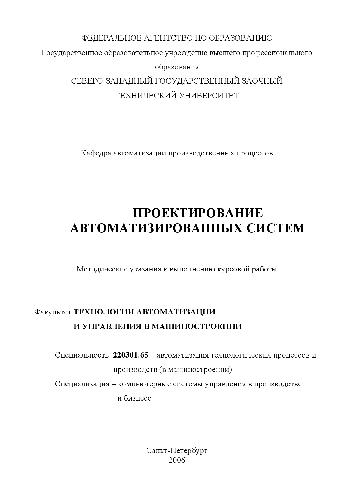 ФЕДЕРАЛЬНОЕ АГЕНТСТВО ПО ОБРАЗОВАНИЮ
Государственное образовательное учреждение высшего профессионального
образования
СЕВЕРО-ЗАПАДНЫЙ ГОСУДАРСТВЕННЫЙ ЗАОЧНЫЙ
ТЕХНИЧЕСКИЙ УНИВЕРСИТЕТ
Кафедра автоматизации производственных процессов
ПРОЕКТИРОВАНИЕ
АВТОМАТИЗИРОВАННЫХ СИСТЕМ
Методические указания к выполнению курсовой работы
Факультет ТЕХНОЛОГИИ АВТОМАТИЗАЦИИ
И УПРАВЛЕНИЯ В МАШИНОСТРОЕНИИ
Специальность 220301.65 – автоматизация технологических процессов и
производств (в машиностроении)
Специализация – компьютерные системы управления в производстве
и бизнесе
Санкт-Петербург
2006